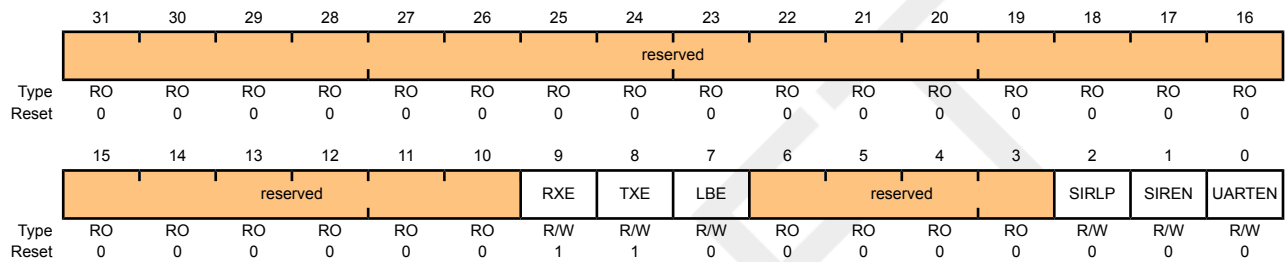 31 30 29 28 27 26 25 24 23 22 21 20 19 18 17 16
reserved
Type RO RO RO RO RO RO RO RO RO RO RO RO RO RO RO RO
Reset 0 0 0 0 0 0 0 0 0 0 0 0 0 0 0 0
15 14 13 12 11 10 9 8 7 6 5 4 3 2 1 0
reserved RXE TXE LBE reserved SIRLP SIREN UARTEN
Type RO RO RO RO RO RO R/W R/W R/W RO RO RO RO R/W R/W R/W
Reset 0 0 0 0 0 0 1 1 0 0 0 0 0 0 0 0